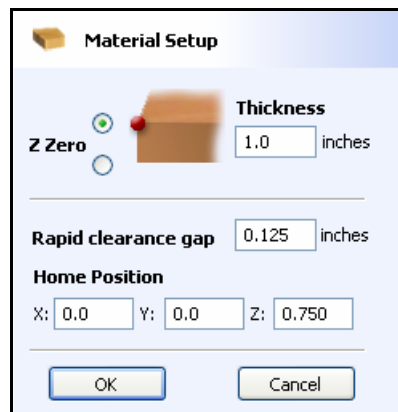 Material Setup
Thickness
Z Zero
1.0 inches
Rapid clearance gap 0.125 inches
Home Position
X: 0.0 Y: 0.0 Z: 0.750
OK Cancel